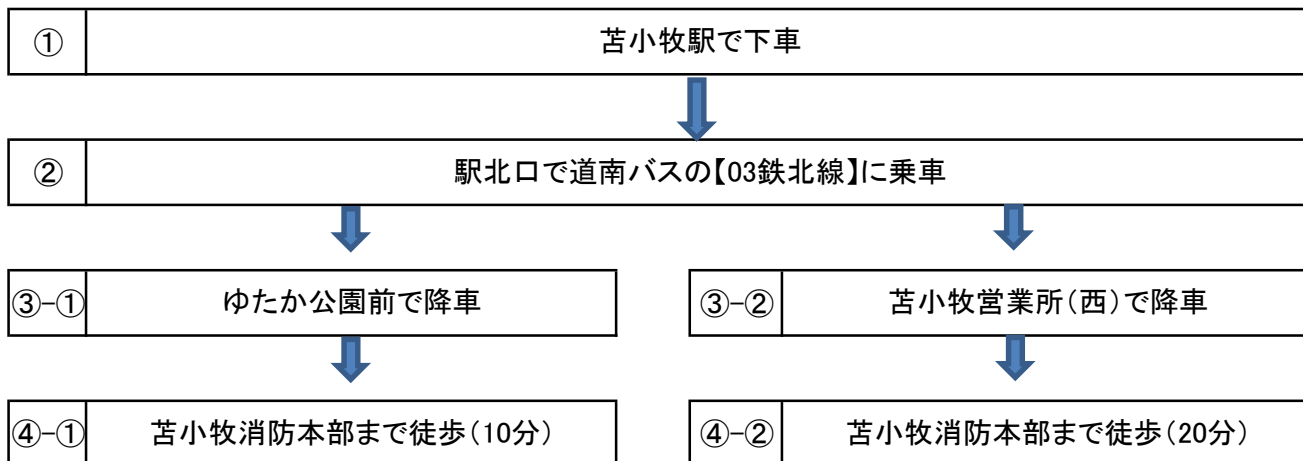 ① 苫小牧駅で下車
② 駅北口で道南バスの【03鉄北線】に乗車
③-① ゆたか公園前で降車
③-② 苫小牧営業所(西)で降車
④-① 苫小牧消防本部まで徒歩(10分)
④-② 苫小牧消防本部まで徒歩(20分)